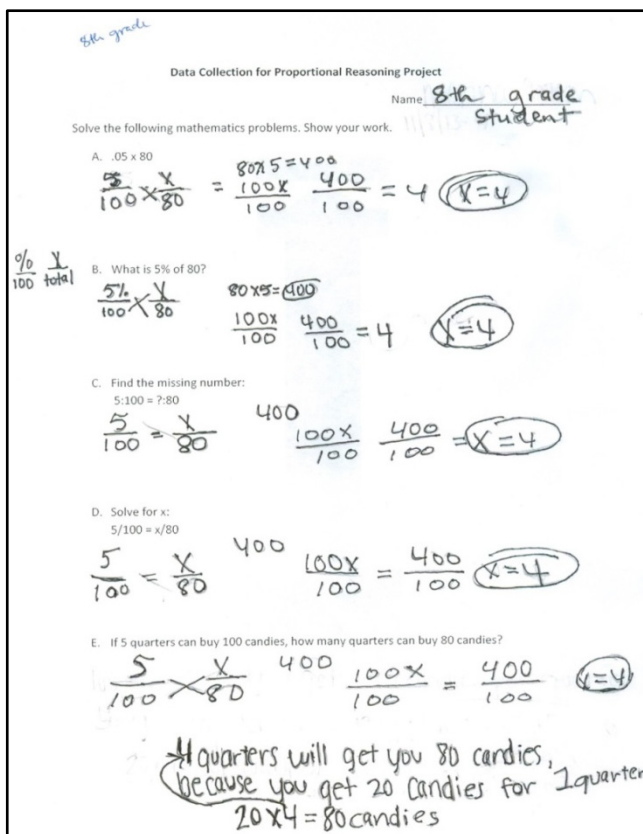 8th grade
Data Collection for Proportional Reasoning Project
Name 8th grade
Student
Solve the following mathematics problems. Show your work.
A. .05 x 80
5/100 × x/80 = 80×5=400 100x/100 400/100 = 4 x=4
%/100 x/total
B. What is 5% of 80?
5%/100 × x/80 80×5=400 100x/100 400/100 = 4 x=4
C. Find the missing number:
5:100 = ?:80
5/100 = x/80 400 100x/100 400/100 = x=4
D. Solve for x:
5/100 = x/80
5/100 = x/80 400 100x/100 = 400/100 x=4
E. If 5 quarters can buy 100 candies, how many quarters can buy 80 candies?
5/100 × x/80 400 100x/100 = 400/100 x=4
4 quarters will get you 80 candies,
because you get 20 candies for 1 quarter
20×4=80 candies